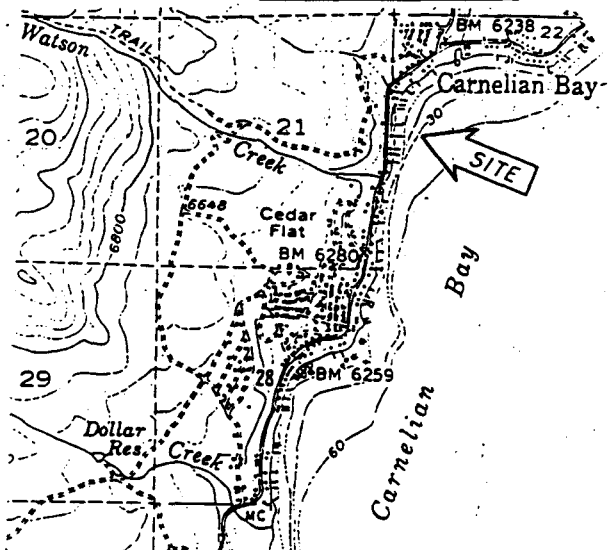 BM 6238
22
Watson
TRAIL
Carnelian Bay
30
20
21
Creek
SITE
6648
6800
Cedar
Flat
BM 6280
Bay
29
28
BM 6259
Dollar
Res.
Creek
60
Carnelian
MC